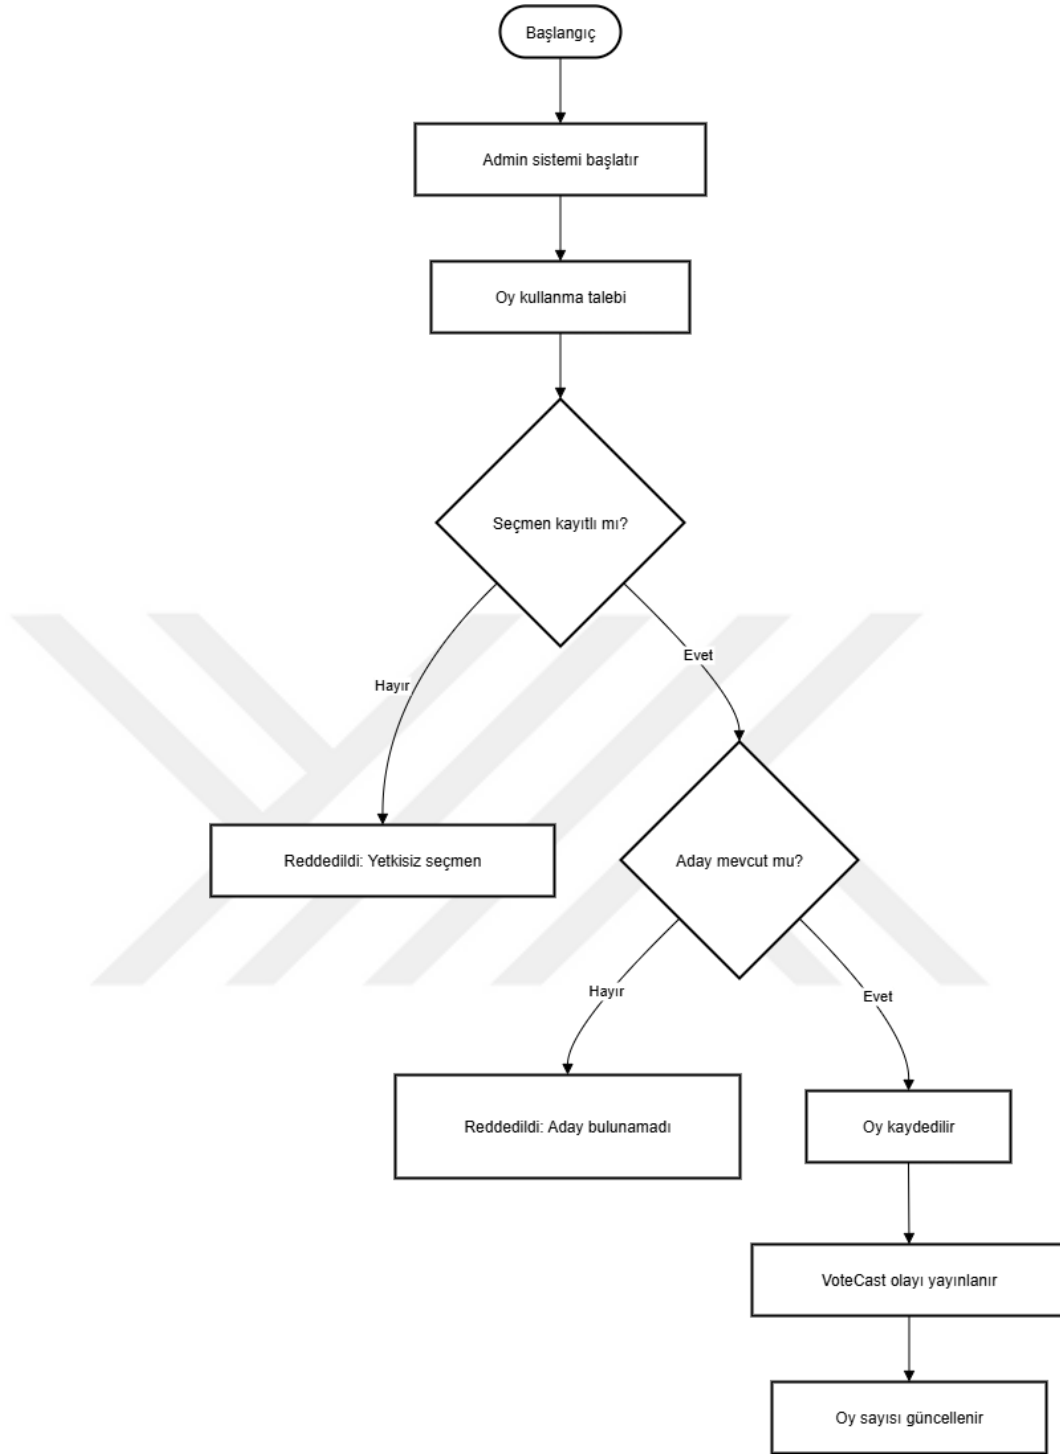 Başlangıç
Admin sistemi başlatır
Oy kullanma talebi
Seçmen kayıtlı mı?
Hayır
Evet
Reddedildi: Yetkisiz seçmen
Aday mevcut mu?
Hayır
Evet
Reddedildi: Aday bulunamadı
Oy kaydedilir
VoteCast olayı yayınlanır
Oy sayısı güncellenir